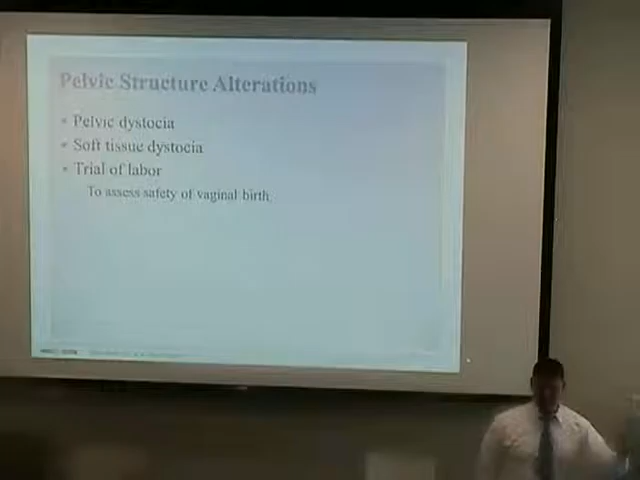 Pelvic Structure Alterations
• Pelvic dystocia
• Soft tissue dystocia
• Trial of labor
To assess safety of vaginal birth